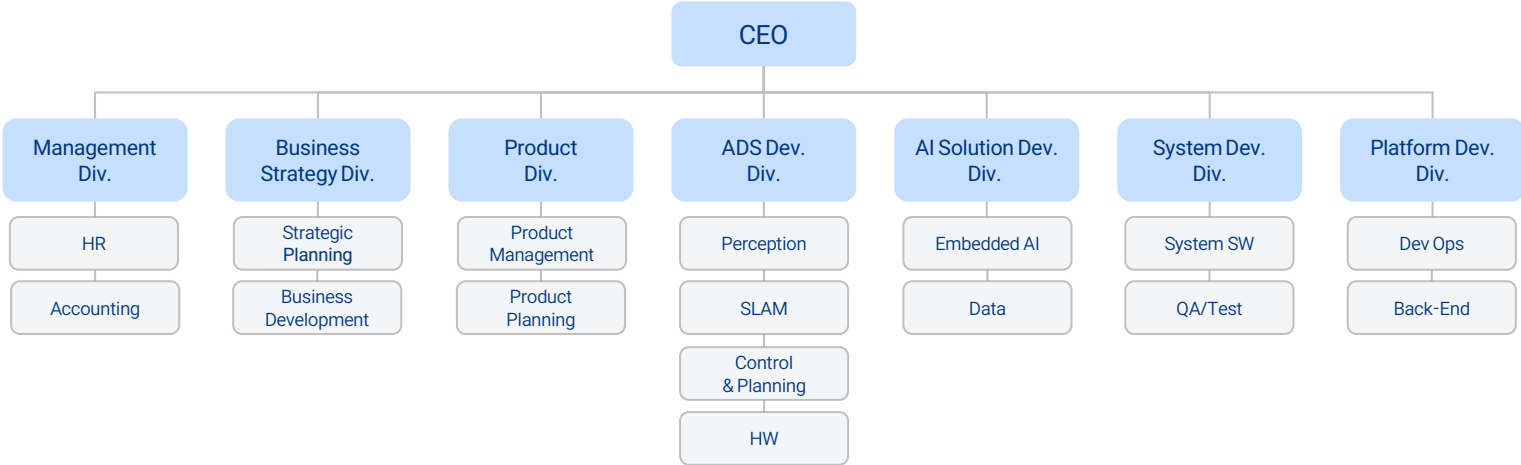 CEO
Management
Div.
HR
Accounting
Business
Strategy Div.
Strategic
Planning
Business
Development
Product
Div.
Product
Management
Product
Planning
ADS Dev.
Div.
Perception
SLAM
Control
& Planning
HW
AI Solution Dev.
Div.
Embedded AI
Data
System Dev.
Div.
System SW
QA/Test
Platform Dev.
Div.
Dev Ops
Back-End